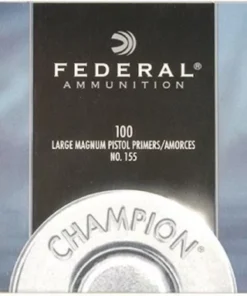 FEDERAL®
AMMUNITION
100
LARGE MAGNUM PISTOL PRIMERS/AMORCES
NO. 155
CHAMPION®